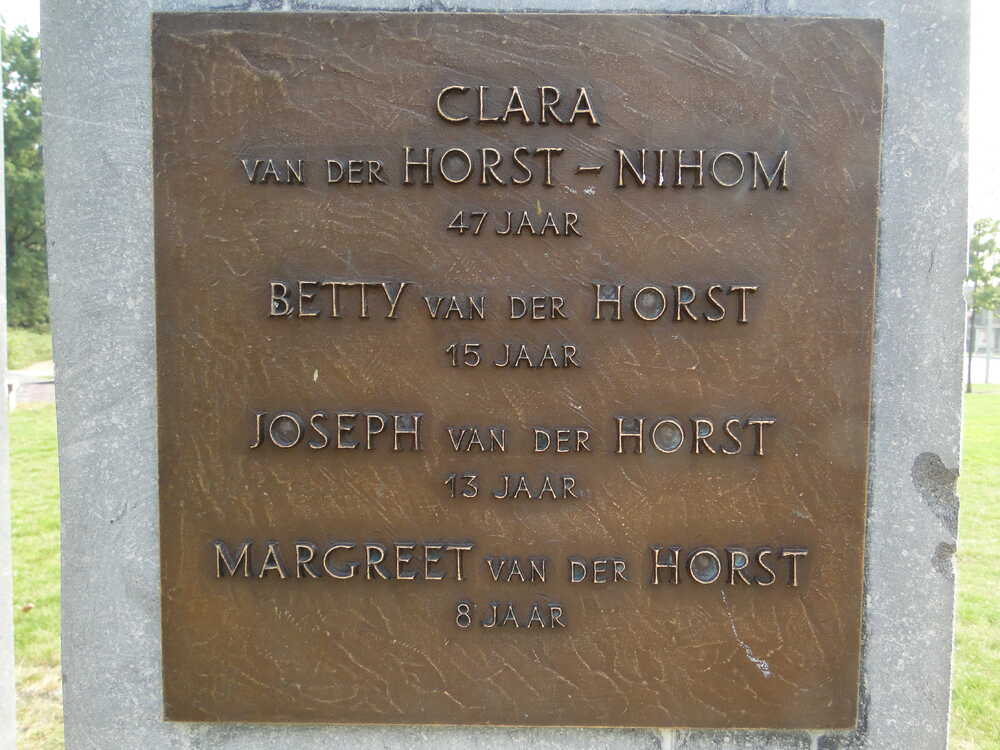 CLARA
VAN DER HORST - NIHOM
47 JAAR
BETTY VAN DER HORST
15 JAAR
JOSEPH VAN DER HORST
13 JAAR
MARGREET VAN DER HORST
8 JAAR